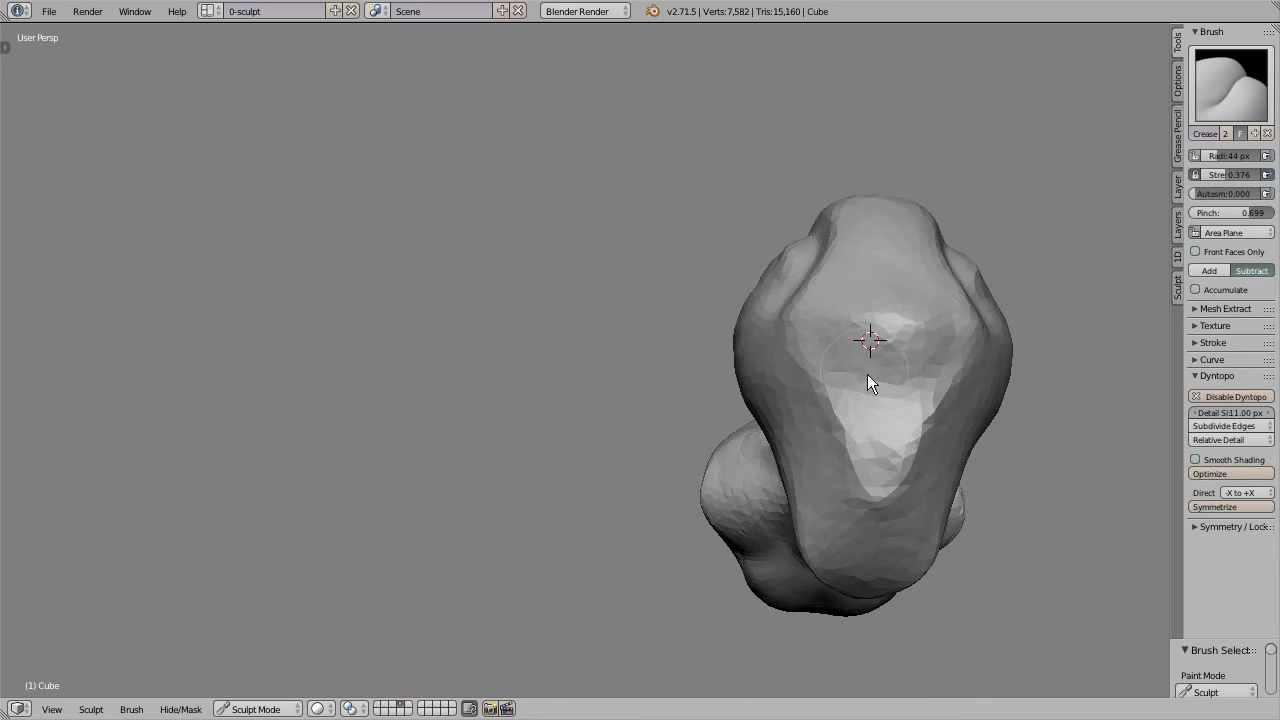 File Render Window Help 0-sculpt Scene Blender Render v2.71.5 | Verts:7,582 | Tris:15,160 | Cube
User Persp
Tools
Options
Grease Pencil
Layer
Layers
1D
Sculpt
Brush
Crease 2 F
Radi:44 px
Stre:0.376
Autosm:0.000
Pinch: 0.699
Area Plane
Front Faces Only
Add Subtract
Accumulate
Mesh Extract
Texture
Stroke
Curve
Dyntopo
Disable Dyntopo
Detail Si:11.00 px
Subdivide Edges
Relative Detail
Smooth Shading
Optimize
Direct -X to +X
Symmetrize
Symmetry / Lock
Brush Select
Paint Mode
Sculpt
(1) Cube
View Sculpt Brush Hide/Mask Sculpt Mode